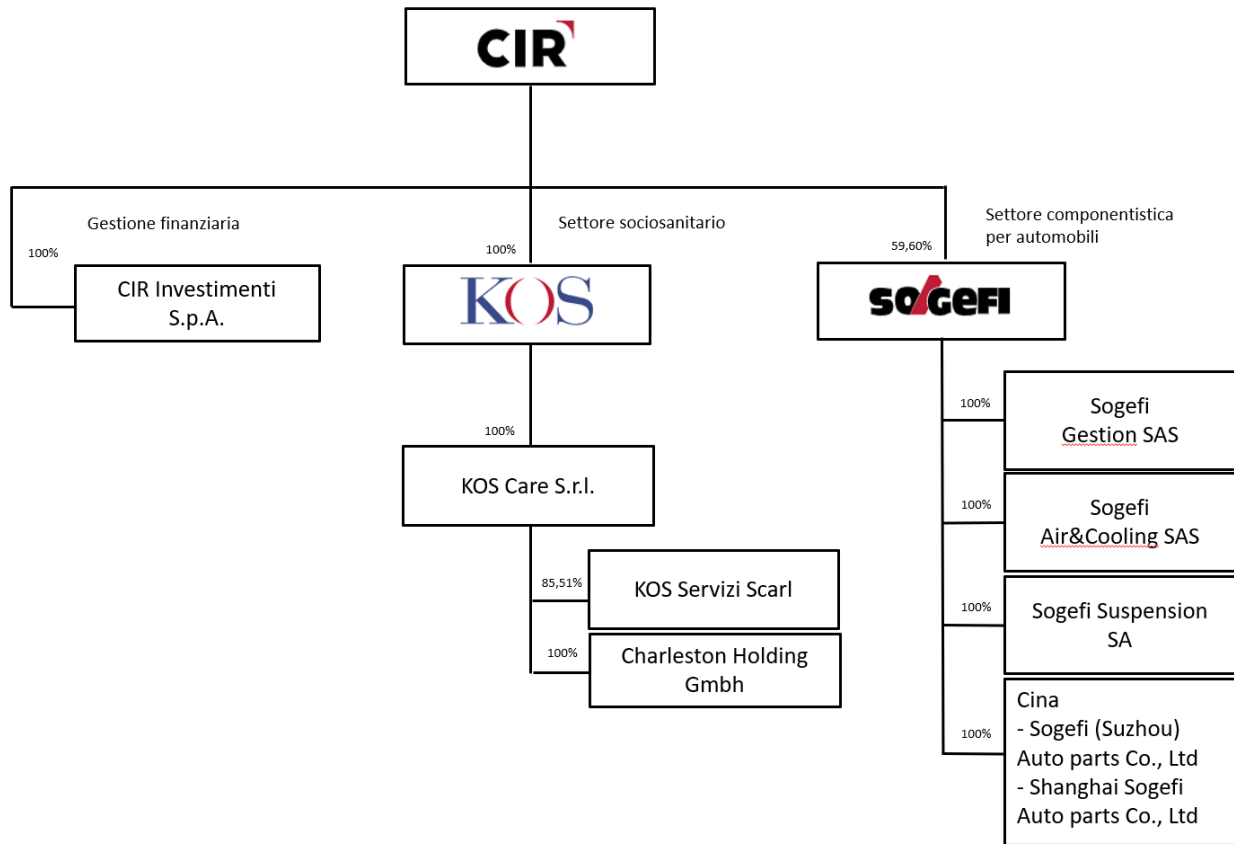 CIR
Gestione finanziaria
Settore sociosanitario
Settore componentistica
per automobili
100%
100%
59,60%
CIR Investimenti
S.p.A.
KOS
SOGEFI
100%
KOS Care S.r.l.
85,51%
KOS Servizi Scarl
100%
Charleston Holding
Gmbh
100%
Sogefi
Gestion SAS
100%
Sogefi
Air&Cooling SAS
100%
Sogefi Suspension
SA
100%
Cina
- Sogefi (Suzhou)
Auto parts Co., Ltd
- Shanghai Sogefi
Auto parts Co., Ltd